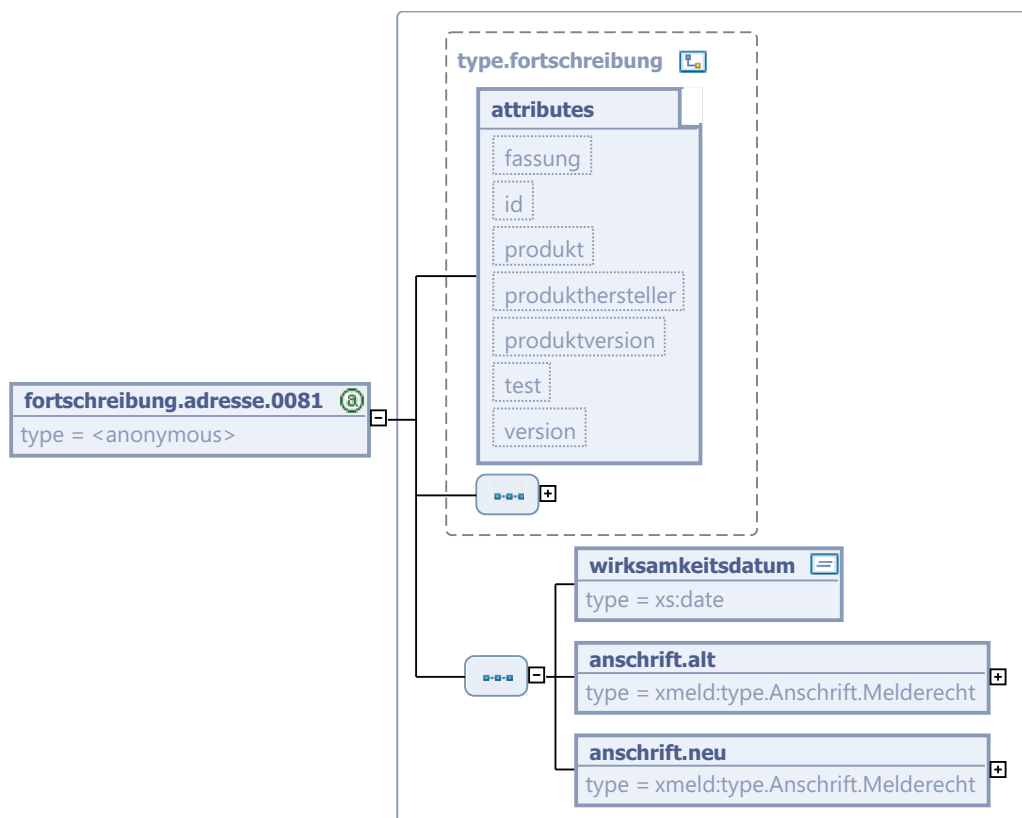 type.fortschreibung
attributes
fassung
id
produkt
produkthersteller
produktversion
test
version
fortschreibung.adresse.0081 a
type = <anonymous>
wirksamkeitsdatum
type = xs:date
anschrift.alt
type = xmeld:type.Anschrift.Melderecht
anschrift.neu
type = xmeld:type.Anschrift.Melderecht